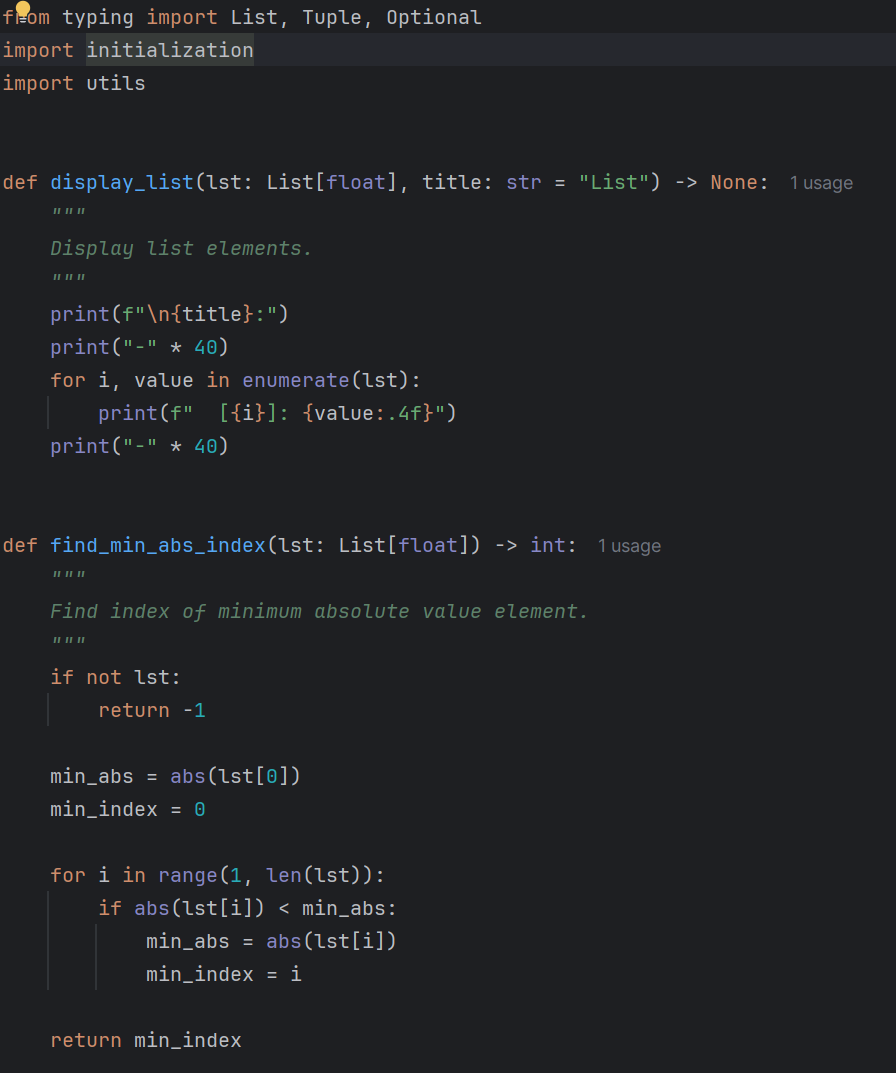 from typing import List, Tuple, Optional
import initialization
import utils
def display_list(lst: List[float], title: str = "List") -> None: 1 usage
"""
Display list elements.
"""
print(f"\n{title}:")
print("-" * 40)
for i, value in enumerate(lst):
print(f"  [{i}]: {value:.4f}")
print("-" * 40)
def find_min_abs_index(lst: List[float]) -> int: 1 usage
"""
Find index of minimum absolute value element.
"""
if not lst:
return -1
min_abs = abs(lst[0])
min_index = 0
for i in range(1, len(lst)):
if abs(lst[i]) < min_abs:
min_abs = abs(lst[i])
min_index = i
return min_index